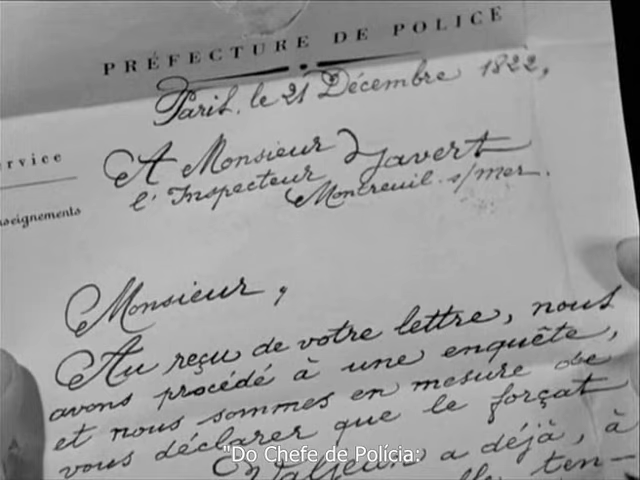 PRÉFECTURE DE POLICE
Paris, le 21 Décembre 1822,
A Monsieur Javert
l'Inspecteur Montreuil s/mer.
Monsieur,
Au reçu de votre lettre, nous
avons procédé à une enquête,
et nous sommes en mesure de
vous déclarer que le forçat
Valjean a déjà, à
"Do Chefe de Polícia: